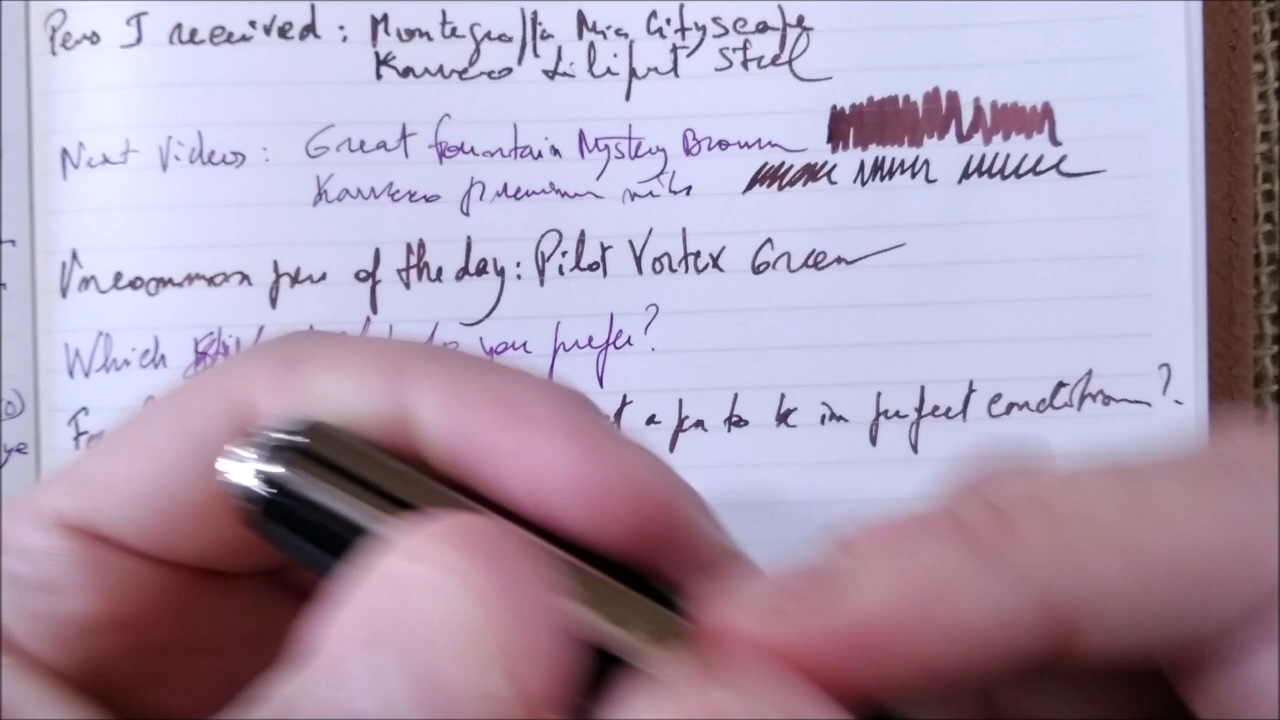 Pens I received: Montegrappa Mia Cityscape
Kaweco Liliput Steel
Next Videos: Great fountain Mystery Brown
Kaweco premium nibs
Uncommon pen of the day: Pilot Vortex Green
Which you prefer?
a pen to be in perfect condition?
ye